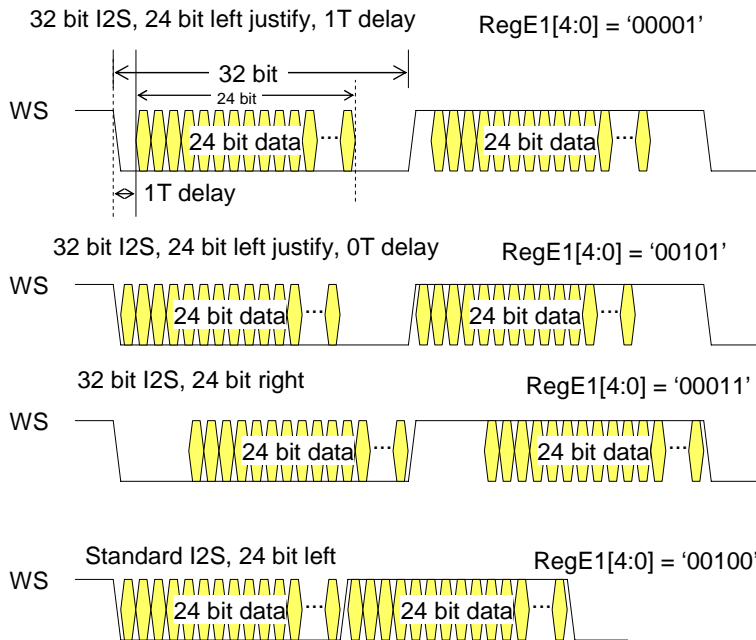 32 bit I2S, 24 bit left justify, 1T delay RegE1[4:0] = ‘00001’
32 bit
24 bit
WS
24 bit data ... 24 bit data ...
1T delay
32 bit I2S, 24 bit left justify, 0T delay RegE1[4:0] = ‘00101’
WS
24 bit data ... 24 bit data ...
32 bit I2S, 24 bit right RegE1[4:0] = ‘00011’
WS
24 bit data ... 24 bit data ...
Standard I2S, 24 bit left RegE1[4:0] = ‘00100’
WS
24 bit data ... 24 bit data ...